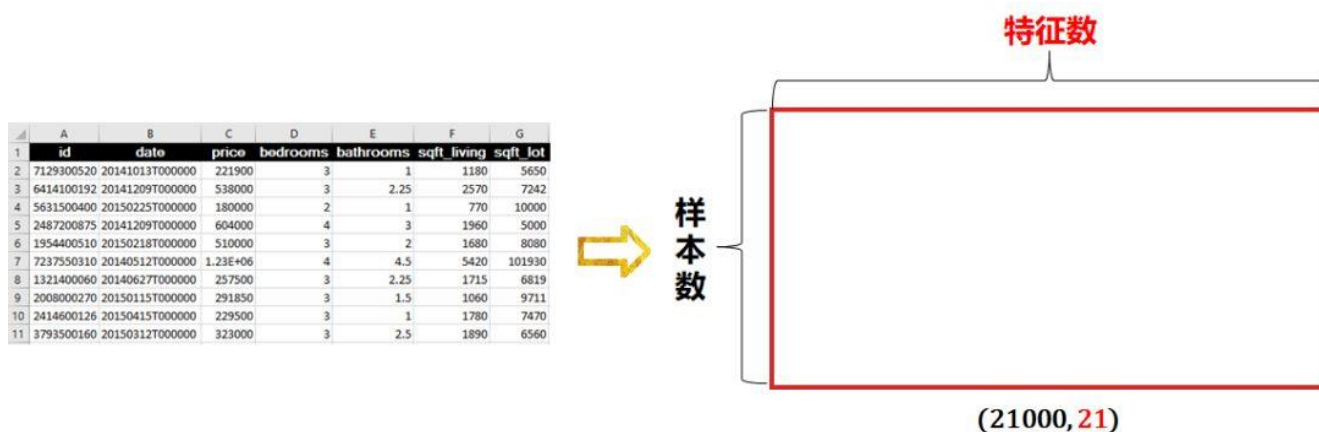 特征数
A B C D E F G
1 id date price bedrooms bathrooms sqft_living sqft_lot
2 7129300520 20141013T000000 221900 3 1 1180 5650
3 6414100192 20141209T000000 538000 3 2.25 2570 7242
4 5631500400 20150225T000000 180000 2 1 770 10000
5 2487200875 20141209T000000 604000 4 3 1960 5000
6 1954400510 20150218T000000 510000 3 2 1680 8080
7 7237550310 20140512T000000 1.23E+06 4 4.5 5420 101930
8 1321400060 20140627T000000 257500 3 2.25 1715 6819
9 2008000270 20150115T000000 291850 3 1.5 1060 9711
10 2414600126 20150415T000000 229500 3 1 1780 7470
11 3793500160 20150312T000000 323000 3 2.5 1890 6560
样
本
数
(21000,21)